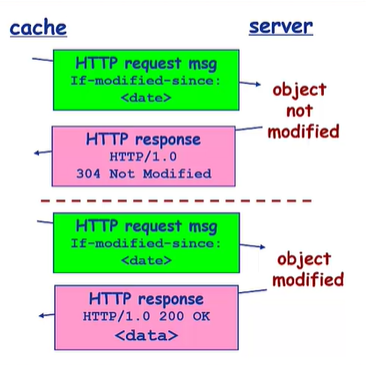 cache
server
HTTP request msg
If-modified-since:
<date>
object
not
modified
HTTP response
HTTP/1.0
304 Not Modified
HTTP request msg
If-modified-since:
<date>
object
modified
HTTP response
HTTP/1.0 200 OK
<data>